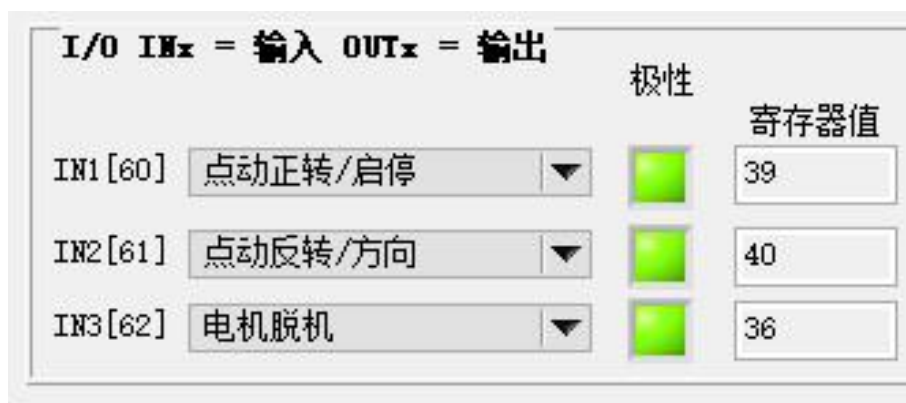 I/O INx = 输入 OUTx = 输出
极性
寄存器值
IN1[60] 点动正转/启停 39
IN2[61] 点动反转/方向 40
IN3[62] 电机脱机 36